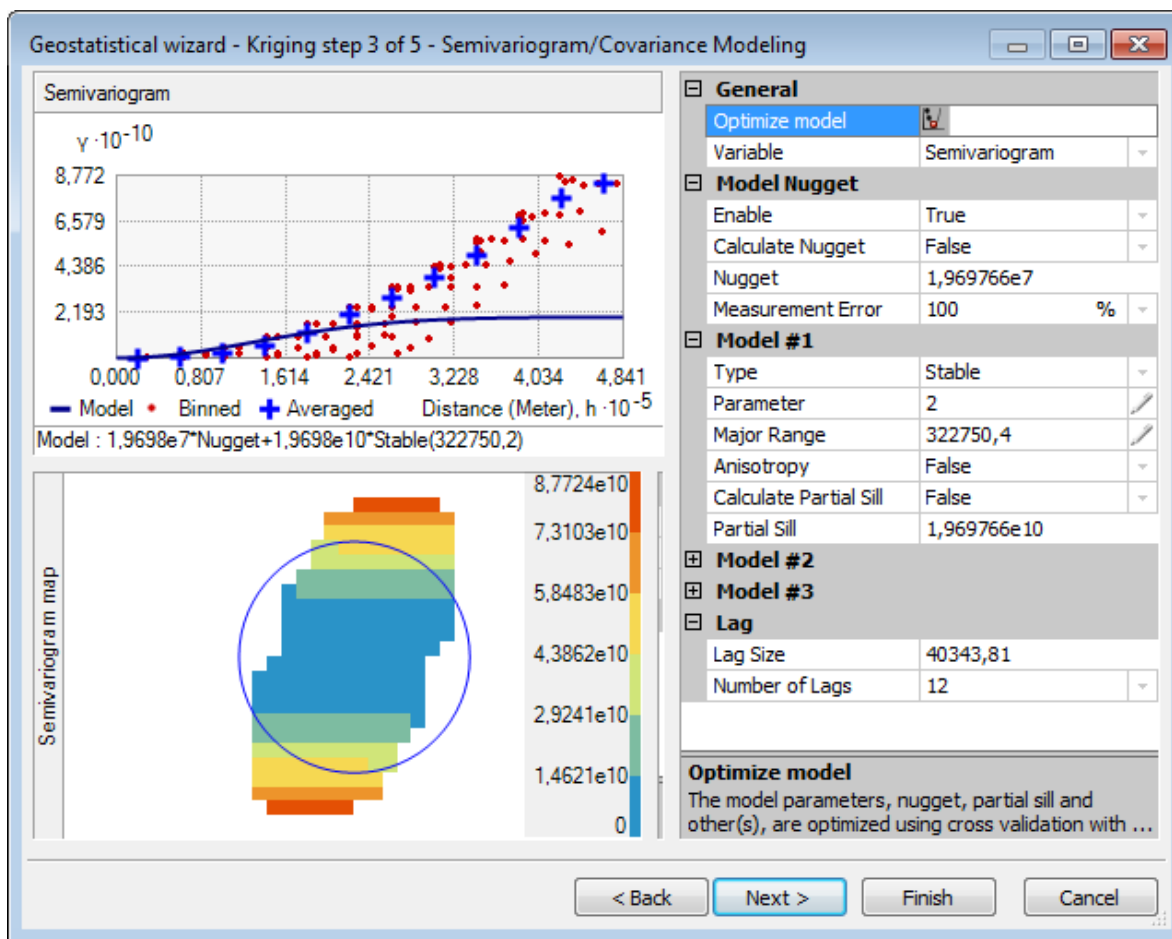 Geostatistical wizard - Kriging step 3 of 5 - Semivariogram/Covariance Modeling
Semivariogram
γ ·10⁻¹⁰
8,772
6,579
4,386
2,193
0,000 0,807 1,614 2,421 3,228 4,034 4,841
Model Binned Averaged Distance (Meter), h ·10⁻⁵
Model : 1,9698e7*Nugget+1,9698e10*Stable(322750,2)
Semivariogram map
8,7724e10
7,3103e10
5,8483e10
4,3862e10
2,9241e10
1,4621e10
0
General
Optimize model
Variable Semivariogram
Model Nugget
Enable True
Calculate Nugget False
Nugget 1,969766e7
Measurement Error 100 %
Model #1
Type Stable
Parameter 2
Major Range 322750,4
Anisotropy False
Calculate Partial Sill False
Partial Sill 1,969766e10
Model #2
Model #3
Lag
Lag Size 40343,81
Number of Lags 12
Optimize model
The model parameters, nugget, partial sill and
other(s), are optimized using cross validation with ...
< Back Next > Finish Cancel